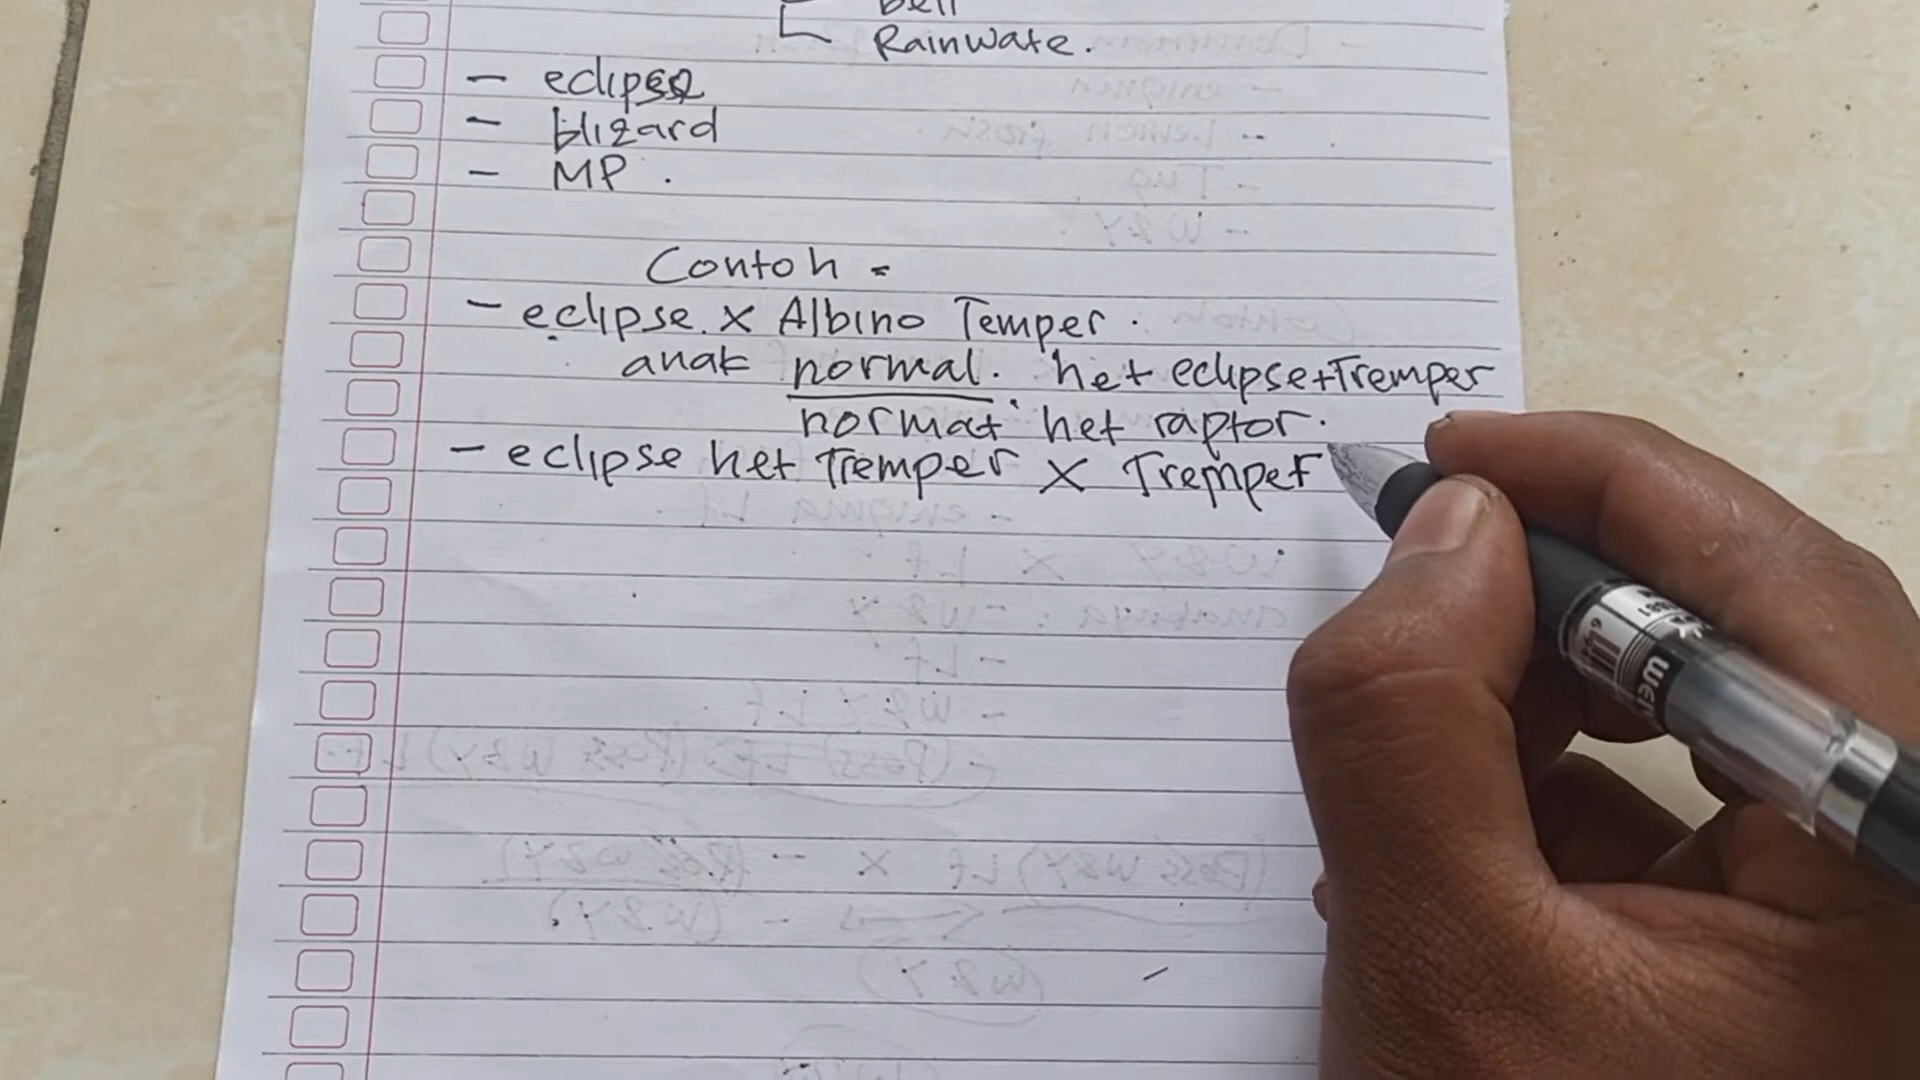 Bell
Rainwate.
- eclipse
- blizard
- MP.
Contoh =
- eclipse x Albino Temper.
anak normal. het eclipse+Tremper
normal het raptor.
- eclipse het Tremper x Tremper